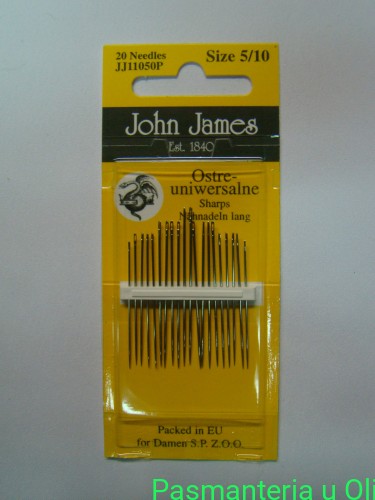 20 Needles
JJ11050P
Size 5/10
John James
Est. 1840
Ostre-
uniwersalne
Sharps
Nähnadeln lang
Packed in EU
for Damen S.P. Z.O.O.
Pasmanteria u Oli